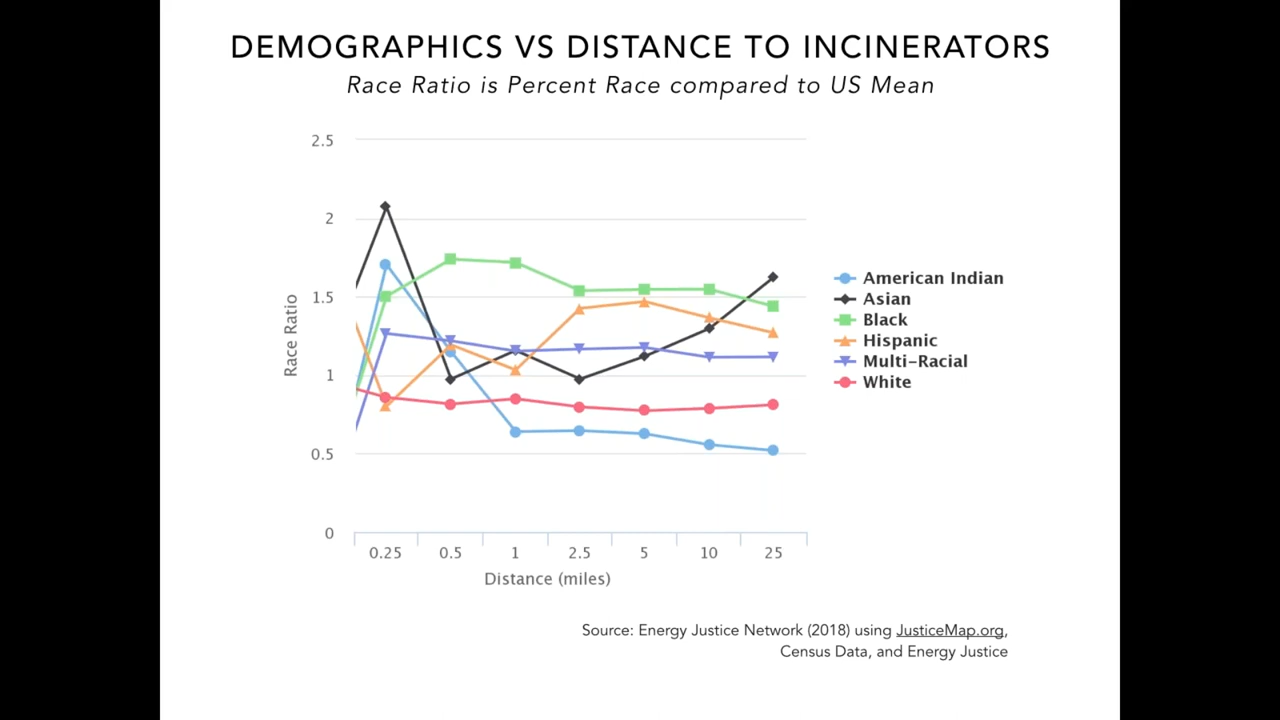 DEMOGRAPHICS VS DISTANCE TO INCINERATORS
Race Ratio is Percent Race compared to US Mean
2.5
2
1.5
1
0.5
0
Race Ratio
0.25 0.5 1 2.5 5 10 25
Distance (miles)
American Indian
Asian
Black
Hispanic
Multi-Racial
White
Source: Energy Justice Network (2018) using JusticeMap.org,
Census Data, and Energy Justice